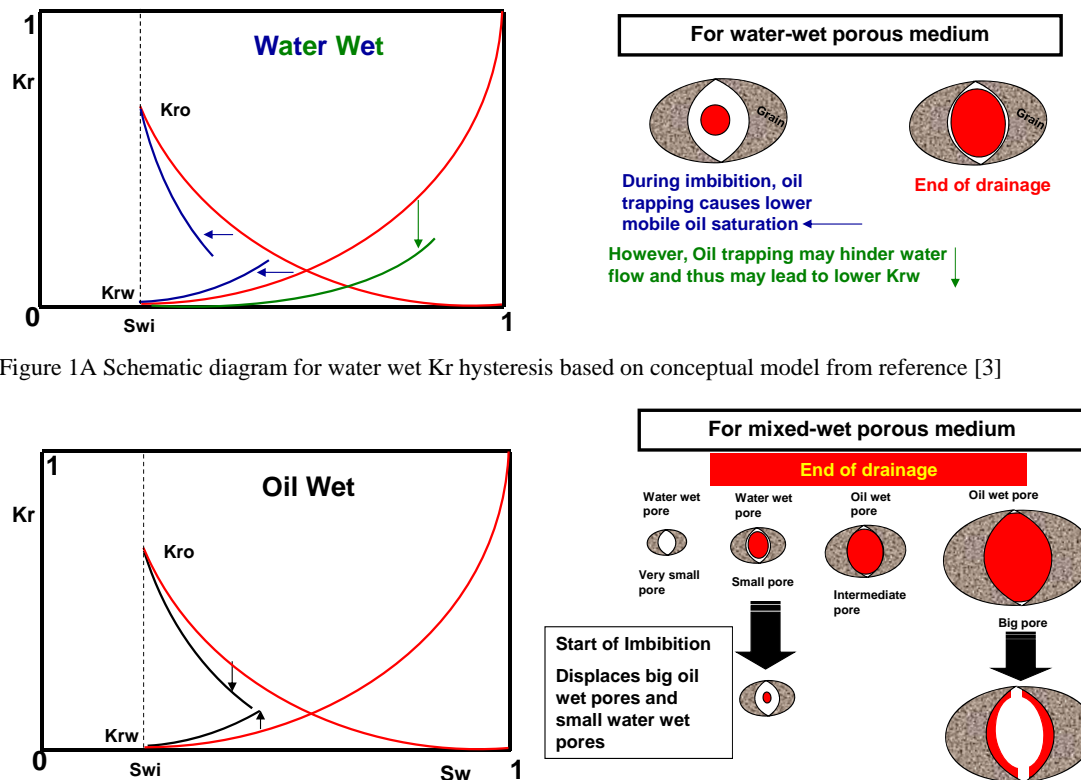 1
Water Wet
Kr
Kro
Krw
0
Swi
1
For water-wet porous medium
Grain
Grain
During imbibition, oil
trapping causes lower
mobile oil saturation
End of drainage
However, Oil trapping may hinder water
flow and thus may lead to lower Krw
Figure 1A Schematic diagram for water wet Kr hysteresis based on conceptual model from reference [3]
1
Oil Wet
Kr
Kro
Krw
0
Swi
Sw
1
For mixed-wet porous medium
End of drainage
Water wet
pore
Water wet
pore
Oil wet
pore
Oil wet pore
Very small
pore
Small pore
Intermediate
pore
Big pore
Start of Imbibition
Displaces big oil
wet pores and
small water wet
pores